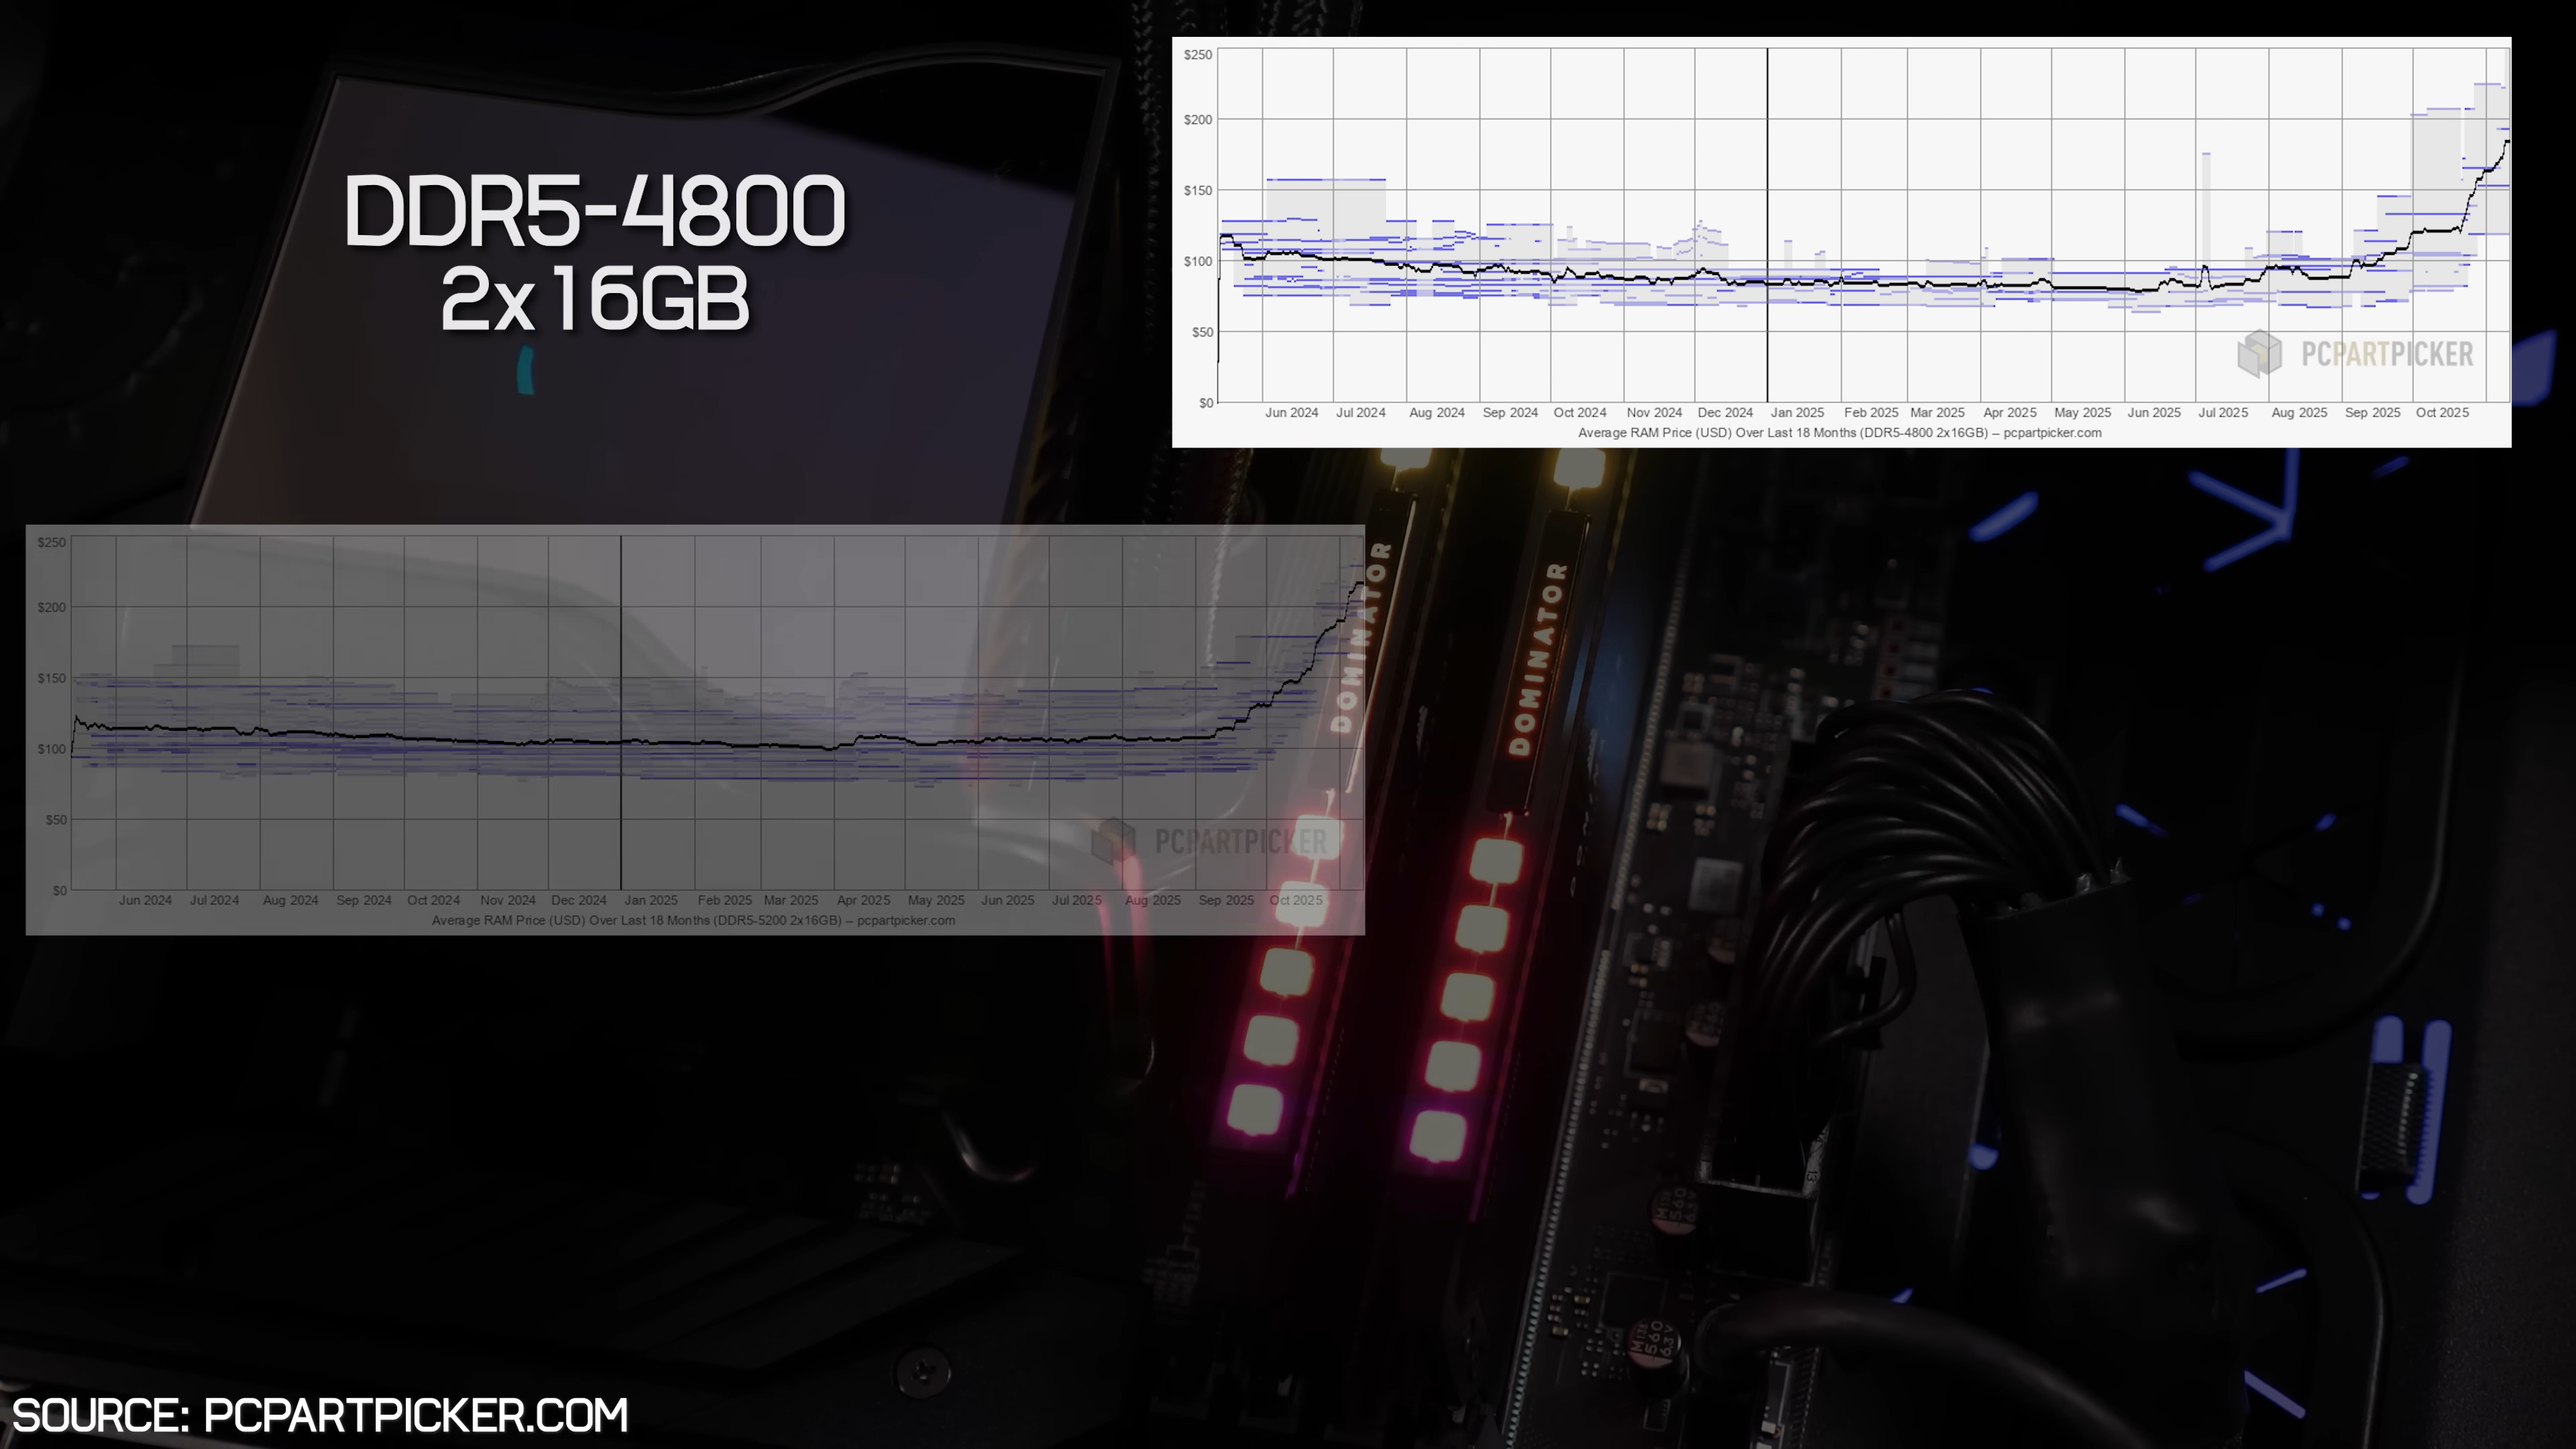 DDR5-4800
2x16GB
$250
$200
$150
$100
$50
$0
PCPARTPICKER
Jun 2024 Jul 2024 Aug 2024 Sep 2024 Oct 2024 Nov 2024 Dec 2024 Jan 2025 Feb 2025 Mar 2025 Apr 2025 May 2025 Jun 2025 Jul 2025 Aug 2025 Sep 2025 Oct 2025
Average RAM Price (USD) Over Last 18 Months (DDR5-4800 2x16GB) – pcpartpicker.com
$250
$200
$150
$100
$50
$0
PCPARTPICKER
Jun 2024 Jul 2024 Aug 2024 Sep 2024 Oct 2024 Nov 2024 Dec 2024 Jan 2025 Feb 2025 Mar 2025 Apr 2025 May 2025 Jun 2025 Jul 2025 Aug 2025 Sep 2025 Oct 2025
Average RAM Price (USD) Over Last 18 Months (DDR5-5200 2x16GB) – pcpartpicker.com
DOMINATOR
DOMINATOR
560
560
63V
SOURCE: PCPARTPICKER.COM